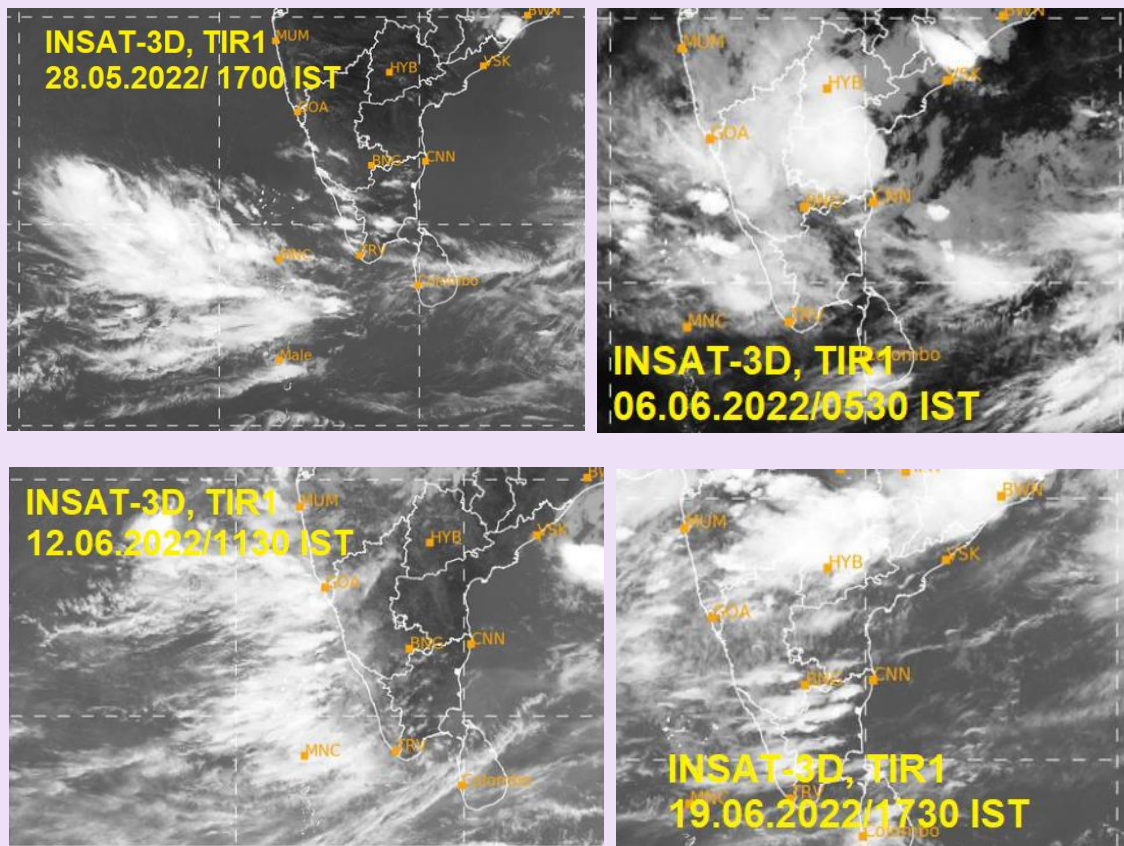 BWN
INSAT-3D, TIR1
28.05.2022/ 1700 IST
MUM
HYB
VSK
GOA
BNG
CNN
MNC
TRV
Colombo
Male
BWN
MUM
VSK
HYB
GOA
BNG
CNN
MNC
TRV
INSAT-3D, TIR1
Colombo
06.06.2022/0530 IST
INSAT-3D, TIR1
MUM
12.06.2022/1130 IST
HYB
VSK
GOA
BNG
CNN
MNC
TRV
Colombo
BWN
MUM
HYB
VSK
GOA
BNG
CNN
INSAT-3D, TIR1
MNC
TRV
19.06.2022/1730 IST
Colombo